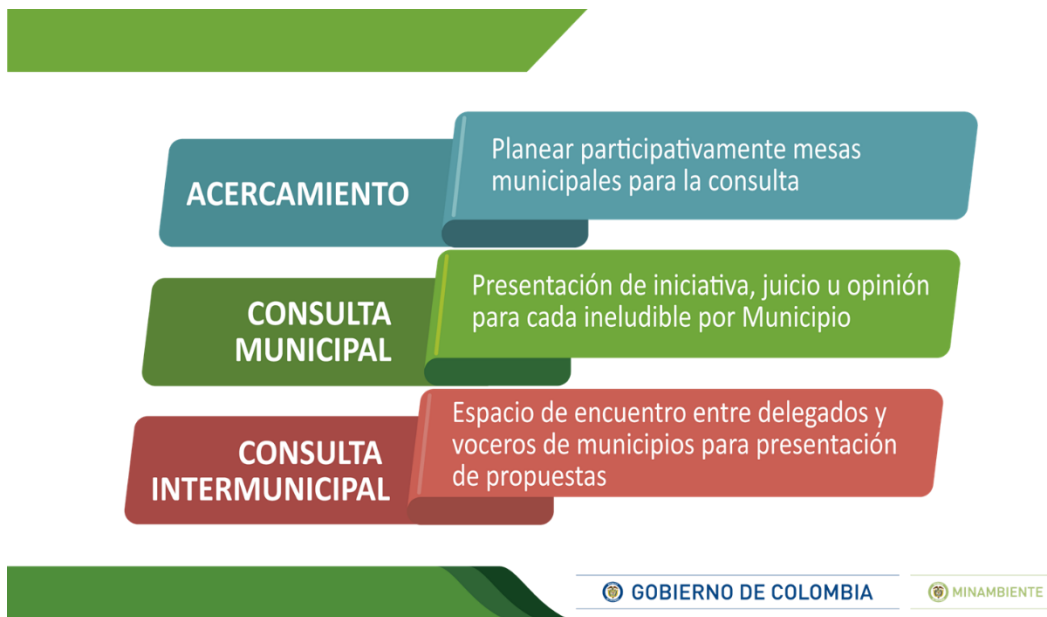 ACERCAMIENTO
Planear participativamente mesas
municipales para la consulta
CONSULTA
MUNICIPAL
Presentación de iniciativa, juicio u opinión
para cada ineludible por Municipio
CONSULTA
INTERMUNICIPAL
Espacio de encuentro entre delegados y
voceros de municipios para presentación
de propuestas
GOBIERNO DE COLOMBIA
MINAMBIENTE